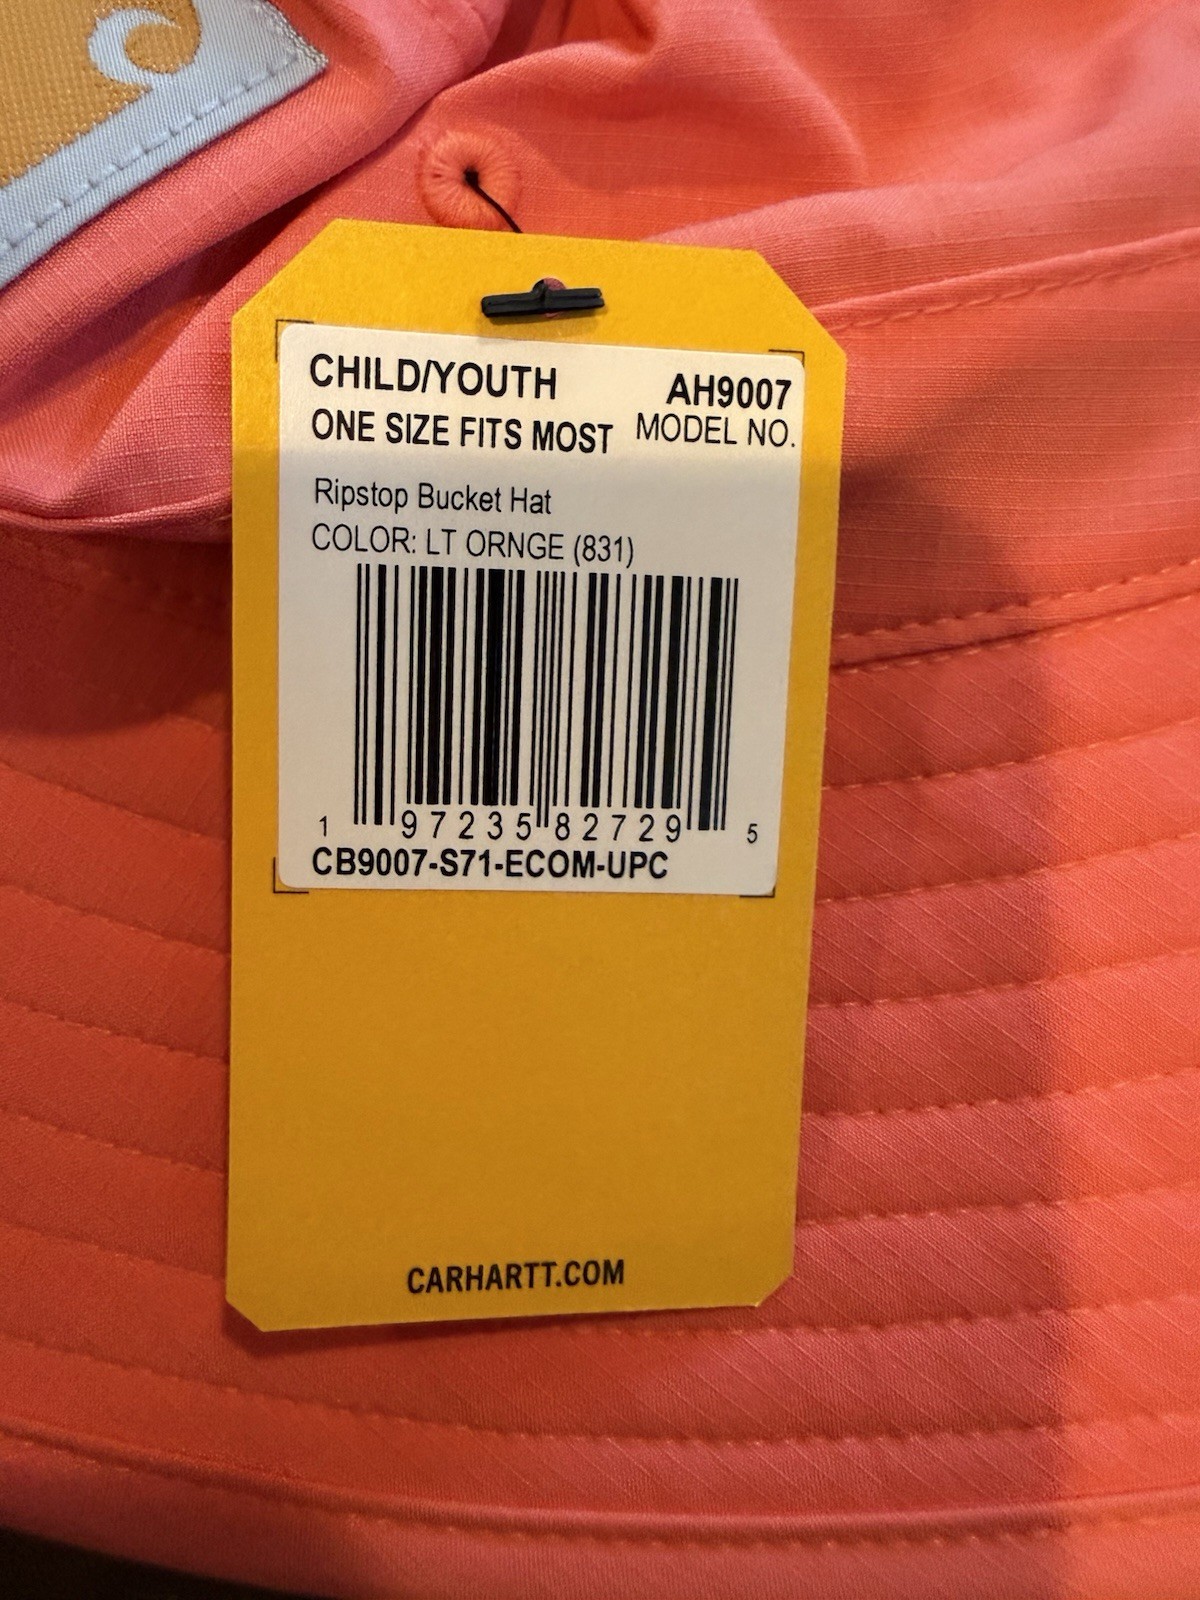 CHILD/YOUTH
ONE SIZE FITS MOST
AH9007
MODEL NO.
Ripstop Bucket Hat
COLOR: LT ORNGE (831)
1 97235 82729 5
CB9007-S71-ECOM-UPC
CARHARTT.COM